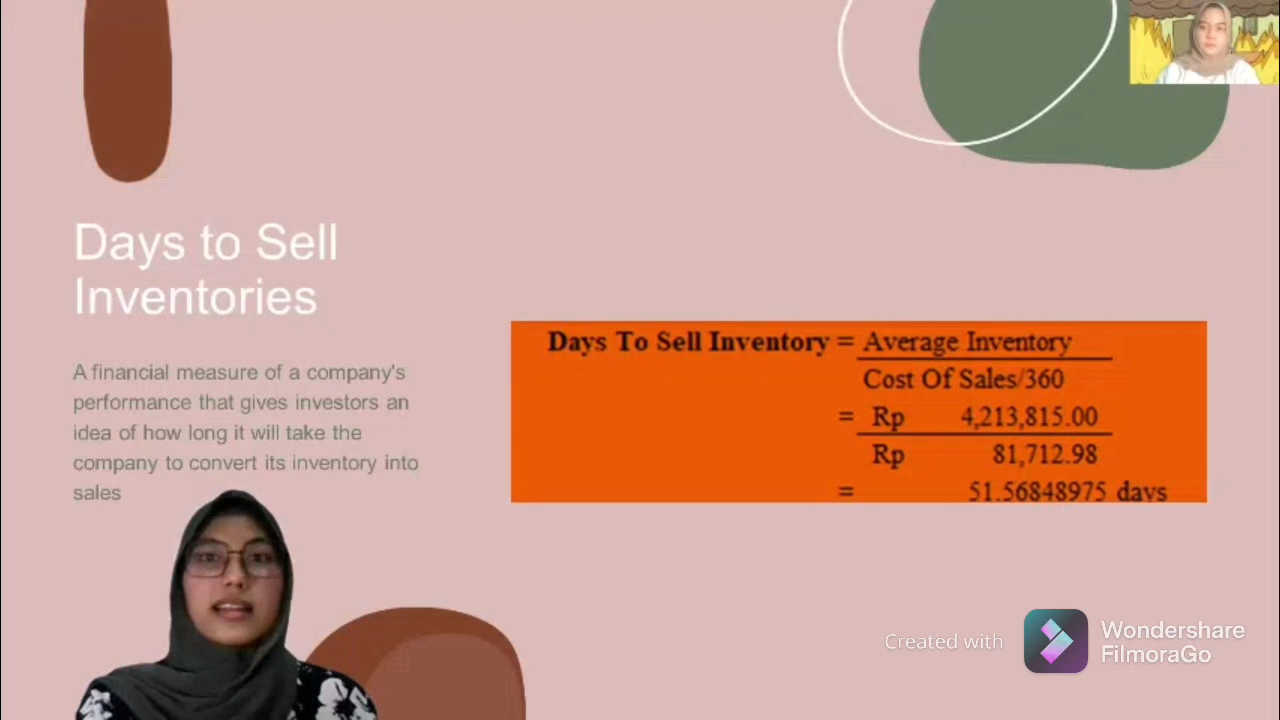 Days to Sell
Inventories
A financial measure of a company's
performance that gives investors an
idea of how long it will take the
company to convert its inventory into
sales
Days To Sell Inventory = Average Inventory
Cost Of Sales/360
= Rp 4,213,815.00
Rp 81,712.98
= 51.56848975 days
Created with
Wondershare
FilmoraGo